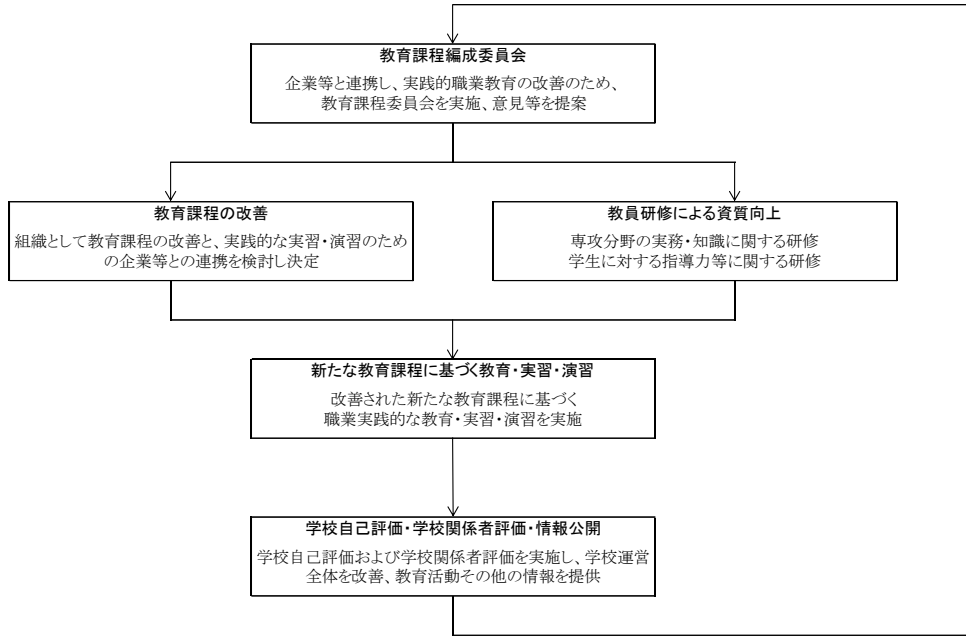 教育課程編成委員会
企業等と連携し、実践的職業教育の改善のため、
教育課程委員会を実施、意見等を提案
教育課程の改善
組織として教育課程の改善と、実践的な実習・演習のため
の企業等との連携を検討し決定
教員研修による資質向上
専攻分野の実務・知識に関する研修
学生に対する指導力等に関する研修
新たな教育課程に基づく教育・実習・演習
改善された新たな教育課程に基づく
職業実践的な教育・実習・演習を実施
学校自己評価・学校関係者評価・情報公開
学校自己評価および学校関係者評価を実施し、学校運営
全体を改善、教育活動その他の情報を提供